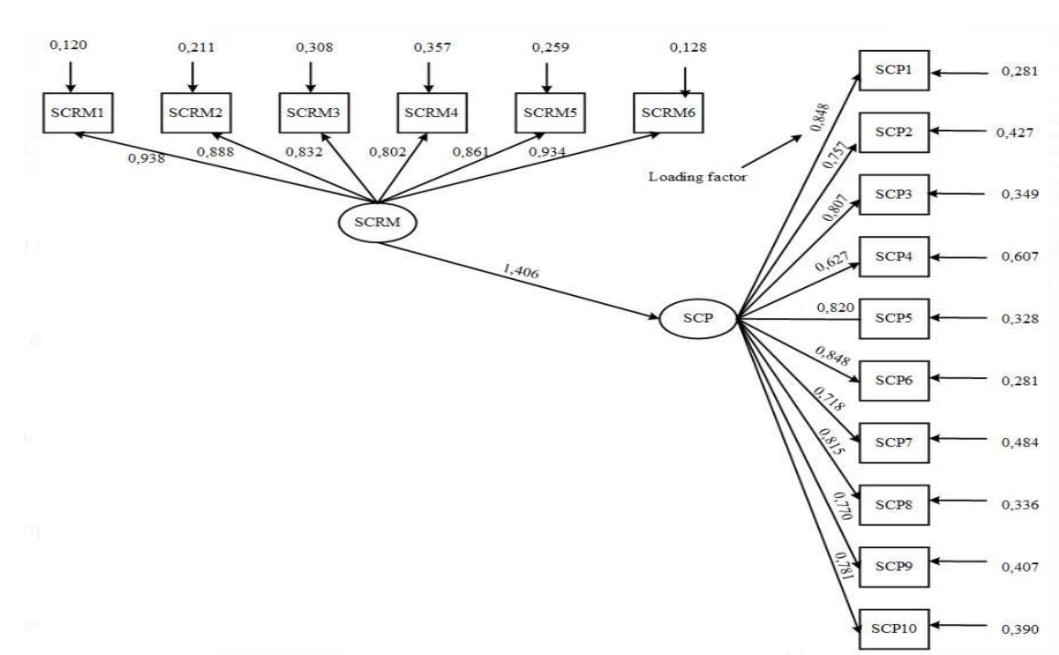 0,120 0,211 0,308 0,357 0,259 0,128
SCRM1 SCRM2 SCRM3 SCRM4 SCRM5 SCRM6
0,938 0,888 0,832 0,802 0,861 0,934
SCRM
1,406
SCP
Loading factor
0,848 SCP1 0,281
0,757 SCP2 0,427
0,807 SCP3 0,349
0,627 SCP4 0,607
0,820 SCP5 0,328
0,848 SCP6 0,281
0,718 SCP7 0,484
0,815 SCP8 0,336
0,770 SCP9 0,407
0,781 SCP10 0,390